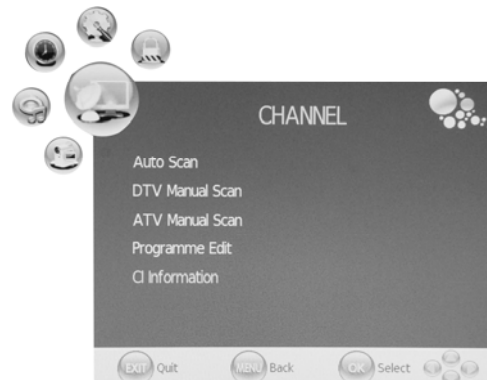 CHANNEL
Auto Scan
DTV Manual Scan
ATV Manual Scan
Programme Edit
CI Information
EXIT Quit MENU Back OK Select